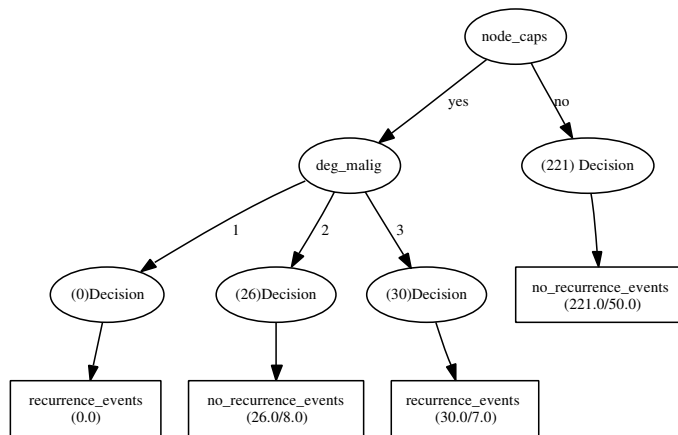 node_caps
yes
no
deg_malig
(221) Decision
1
2
3
(0)Decision
(26)Decision
(30)Decision
no_recurrence_events
(221.0/50.0)
recurrence_events
(0.0)
no_recurrence_events
(26.0/8.0)
recurrence_events
(30.0/7.0)